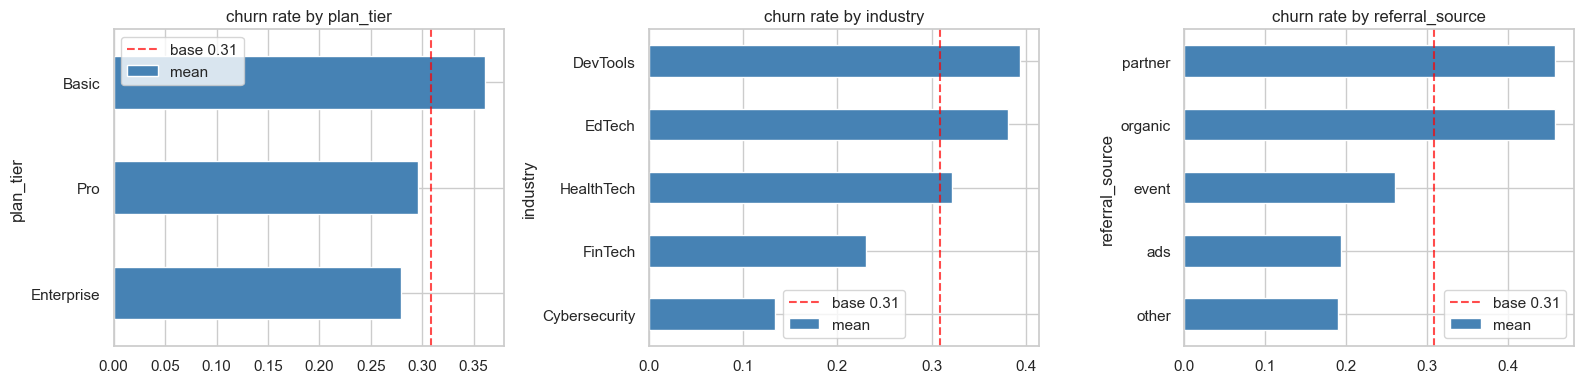 churn rate by plan_tier
base 0.31
mean
plan_tier
Basic
Pro
Enterprise
0.00 0.05 0.10 0.15 0.20 0.25 0.30 0.35
churn rate by industry
industry
DevTools
EdTech
HealthTech
FinTech
Cybersecurity
base 0.31
mean
0.0 0.1 0.2 0.3 0.4
churn rate by referral_source
referral_source
partner
organic
event
ads
other
base 0.31
mean
0.0 0.1 0.2 0.3 0.4